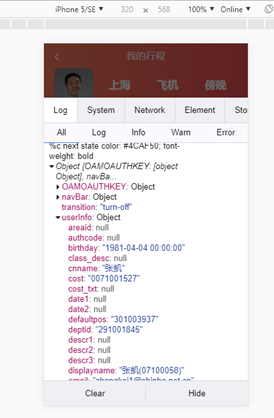 iPhone 5/SE ▼ 320 × 568 100% ▼ Online ▼
我的行程
上海 飞机 傍晚
Log System Network Element Stor
All Log Info Warn Error
%c next state color: #4CAF50; font-
weight: bold
Object {OAMOAUTHKEY: [object
Object], navBa...
OAMOAUTHKEY: Object
navBar: Object
transition: "turn-off"
userInfo: Object
areaid: null
authcode: null
birthday: "1981-04-04 00:00:00"
class_desc: null
cnname: "张凯"
cost: "0071001527"
cost_txt: null
date1: null
date2: null
defaultpos: "301003937"
deptid: "291001845"
descr1: null
descr2: null
descr3: null
displayname: "张凯(07100058)"
Clear Hide